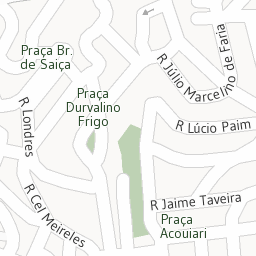 Praça Br.
de Saiça
R Júlio Marcelino de Faria
Praça
Durvalino
Frigo
R Londres
R Lúcio Paim
R Cel Meireles
R Jaime Taveira
Praça
Acouiari